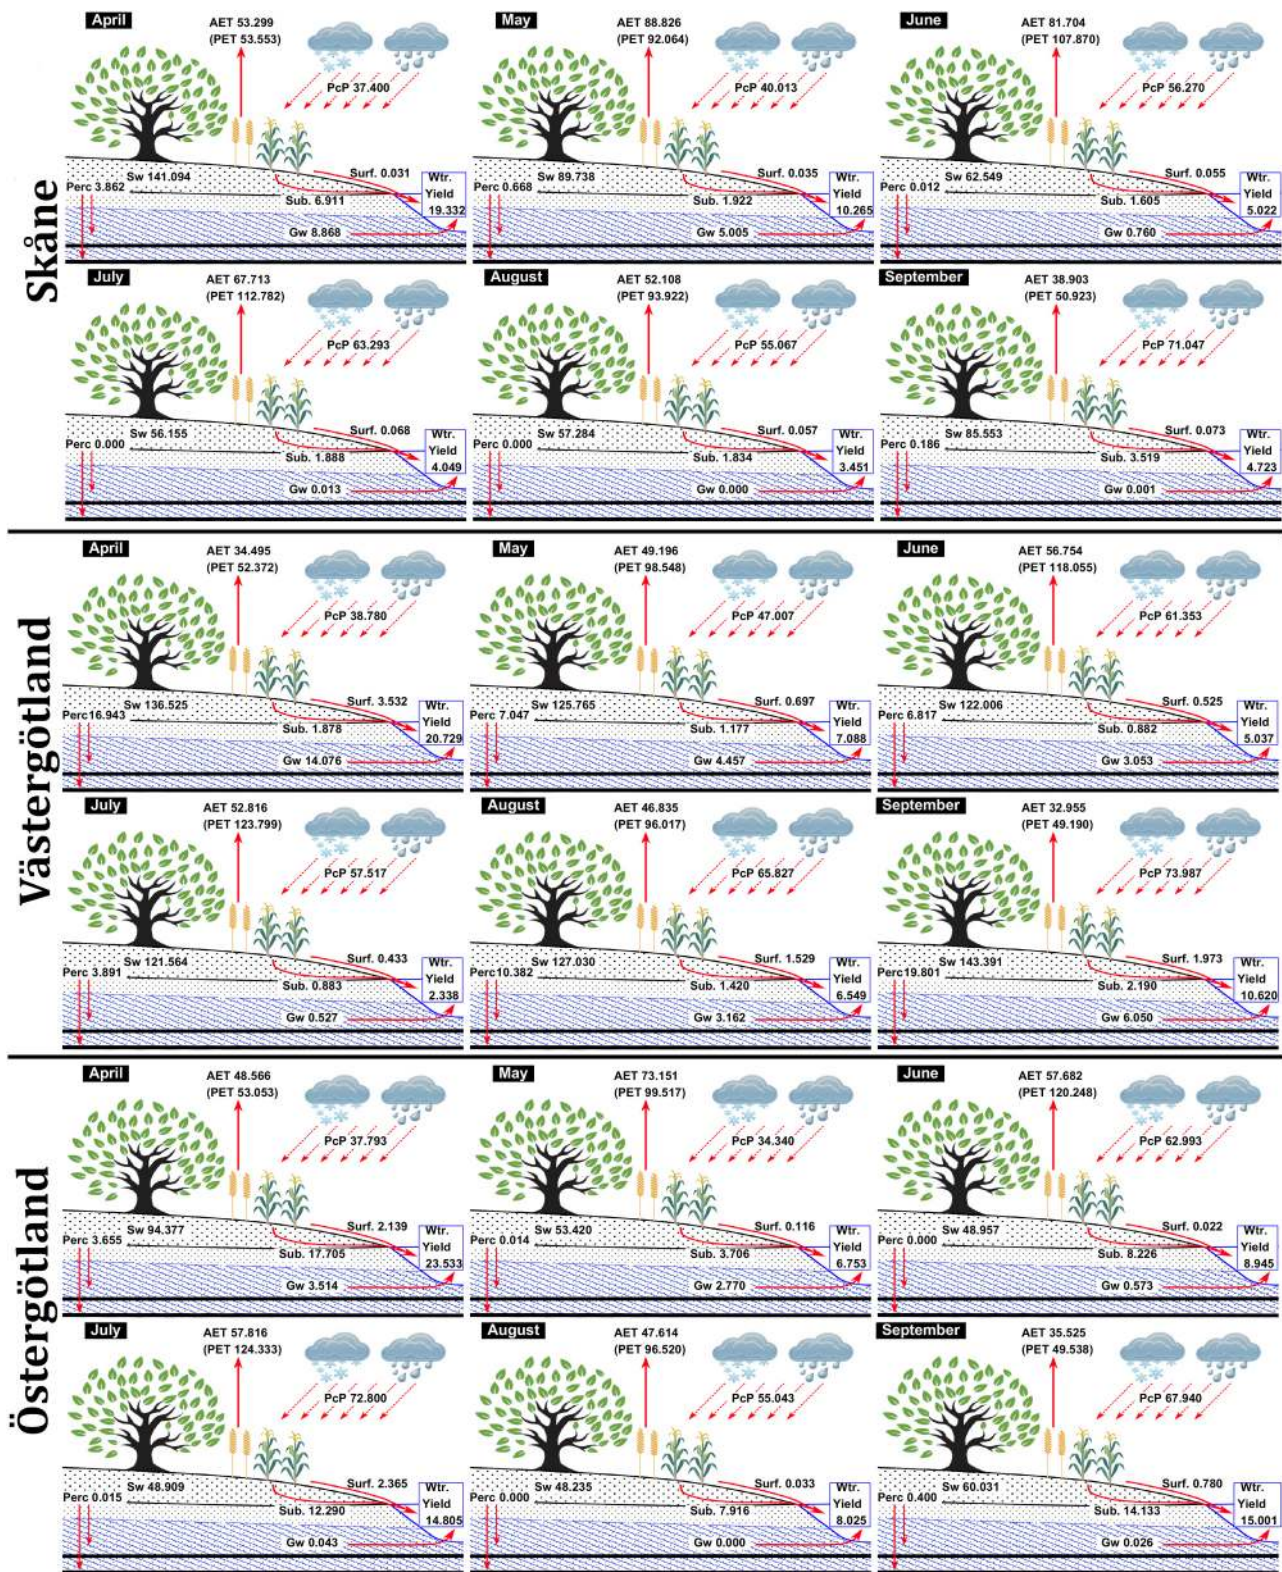 Skåne
April
AET 53.299
(PET 53.553)
PcP 37.400
Sw 141.094
Surf. 0.031
Perc 3.862
Sub. 6.911
Wtr.
Yield
19.332
Gw 8.868
May
AET 88.826
(PET 92.064)
PcP 40.013
Sw 89.738
Surf. 0.035
Perc 0.668
Sub. 1.922
Wtr.
Yield
10.265
Gw 5.005
June
AET 81.704
(PET 107.870)
PcP 56.270
Sw 62.549
Surf. 0.055
Perc 0.012
Sub. 1.605
Wtr.
Yield
5.022
Gw 0.760
July
AET 67.713
(PET 112.782)
PcP 63.293
Sw 56.155
Surf. 0.068
Perc 0.000
Sub. 1.888
Wtr.
Yield
4.049
Gw 0.013
August
AET 52.108
(PET 93.922)
PcP 55.067
Sw 57.284
Surf. 0.057
Perc 0.000
Sub. 1.834
Wtr.
Yield
3.451
Gw 0.000
September
AET 38.903
(PET 50.923)
PcP 71.047
Sw 85.553
Surf. 0.073
Perc 0.186
Sub. 3.519
Wtr.
Yield
4.723
Gw 0.001
Västergötland
April
AET 34.495
(PET 52.372)
PcP 38.780
Sw 136.525
Surf. 3.532
Perc 16.943
Sub. 1.878
Wtr.
Yield
20.729
Gw 14.076
May
AET 49.196
(PET 98.548)
PcP 47.007
Sw 125.765
Surf. 0.697
Perc 7.047
Sub. 1.177
Wtr.
Yield
7.088
Gw 4.457
June
AET 56.754
(PET 118.055)
PcP 61.353
Sw 122.006
Surf. 0.525
Perc 6.817
Sub. 0.882
Wtr.
Yield
5.037
Gw 3.053
July
AET 52.816
(PET 123.799)
PcP 57.517
Sw 121.564
Surf. 0.433
Perc 3.891
Sub. 0.883
Wtr.
Yield
2.338
Gw 0.527
August
AET 46.835
(PET 96.017)
PcP 65.827
Sw 127.030
Surf. 1.529
Perc 10.382
Sub. 1.420
Wtr.
Yield
6.549
Gw 3.162
September
AET 32.955
(PET 49.190)
PcP 73.987
Sw 143.391
Surf. 1.973
Perc 19.801
Sub. 2.190
Wtr.
Yield
10.620
Gw 6.050
Östergötland
April
AET 48.566
(PET 53.053)
PcP 37.793
Sw 94.377
Surf. 2.139
Perc 3.655
Sub. 17.705
Wtr.
Yield
23.533
Gw 3.514
May
AET 73.151
(PET 99.517)
PcP 34.340
Sw 53.420
Surf. 0.116
Perc 0.014
Sub. 3.706
Wtr.
Yield
6.753
Gw 2.770
June
AET 57.682
(PET 120.248)
PcP 62.993
Sw 48.957
Surf. 0.022
Perc 0.000
Sub. 8.226
Wtr.
Yield
8.945
Gw 0.573
July
AET 57.816
(PET 124.333)
PcP 72.800
Sw 48.909
Surf. 2.365
Perc 0.015
Sub. 12.290
Wtr.
Yield
14.805
Gw 0.043
August
AET 47.614
(PET 96.520)
PcP 55.043
Sw 48.235
Surf. 0.033
Perc 0.000
Sub. 7.916
Wtr.
Yield
8.025
Gw 0.000
September
AET 35.525
(PET 49.538)
PcP 67.940
Sw 60.031
Surf. 0.780
Perc 0.400
Sub. 14.133
Wtr.
Yield
15.001
Gw 0.026